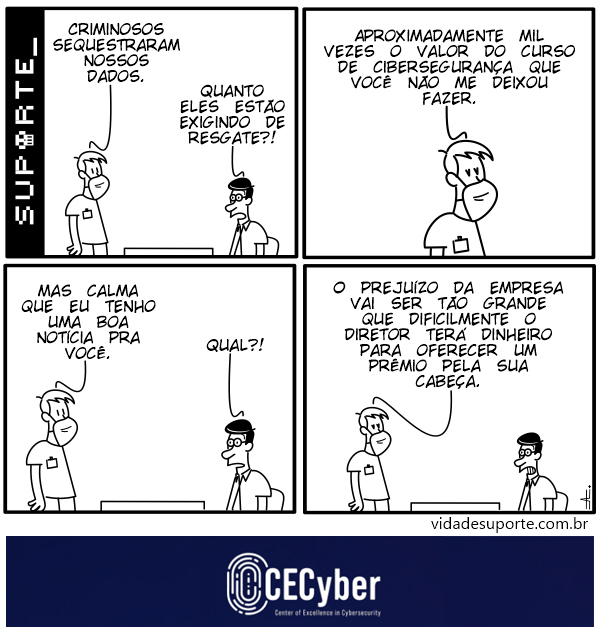 SUPORTE_
CRIMINOSOS
SEQUESTRARAM
NOSSOS
DADOS.
QUANTO
ELES ESTÃO
EXIGINDO DE
RESGATE?!
APROXIMADAMENTE MIL
VEZES O VALOR DO CURSO
DE CIBERSEGURANÇA QUE
VOCÊ NÃO ME DEIXOU
FAZER.
MAS CALMA
QUE EU TENHO
UMA BOA
NOTÍCIA PRA
VOCÊ.
QUAL?!
O PREJUÍZO DA EMPRESA
VAI SER TÃO GRANDE
QUE DIFICILMENTE O
DIRETOR TERÁ DINHEIRO
PARA OFERECER UM
PRÊMIO PELA SUA
CABEÇA.
vidadesuporte.com.br
CECyber
Center of Excellence in Cybersecurity